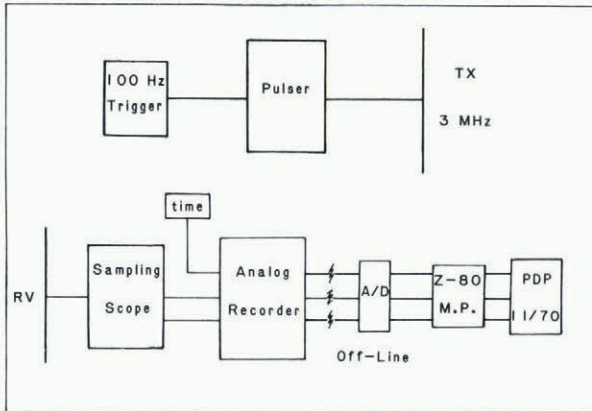 100 Hz
Trigger
Pulser
TX
3 MHz
time
RV
Sampling
Scope
Analog
Recorder
A/D
Z-80
M.P.
PDP
11/70
Off-Line